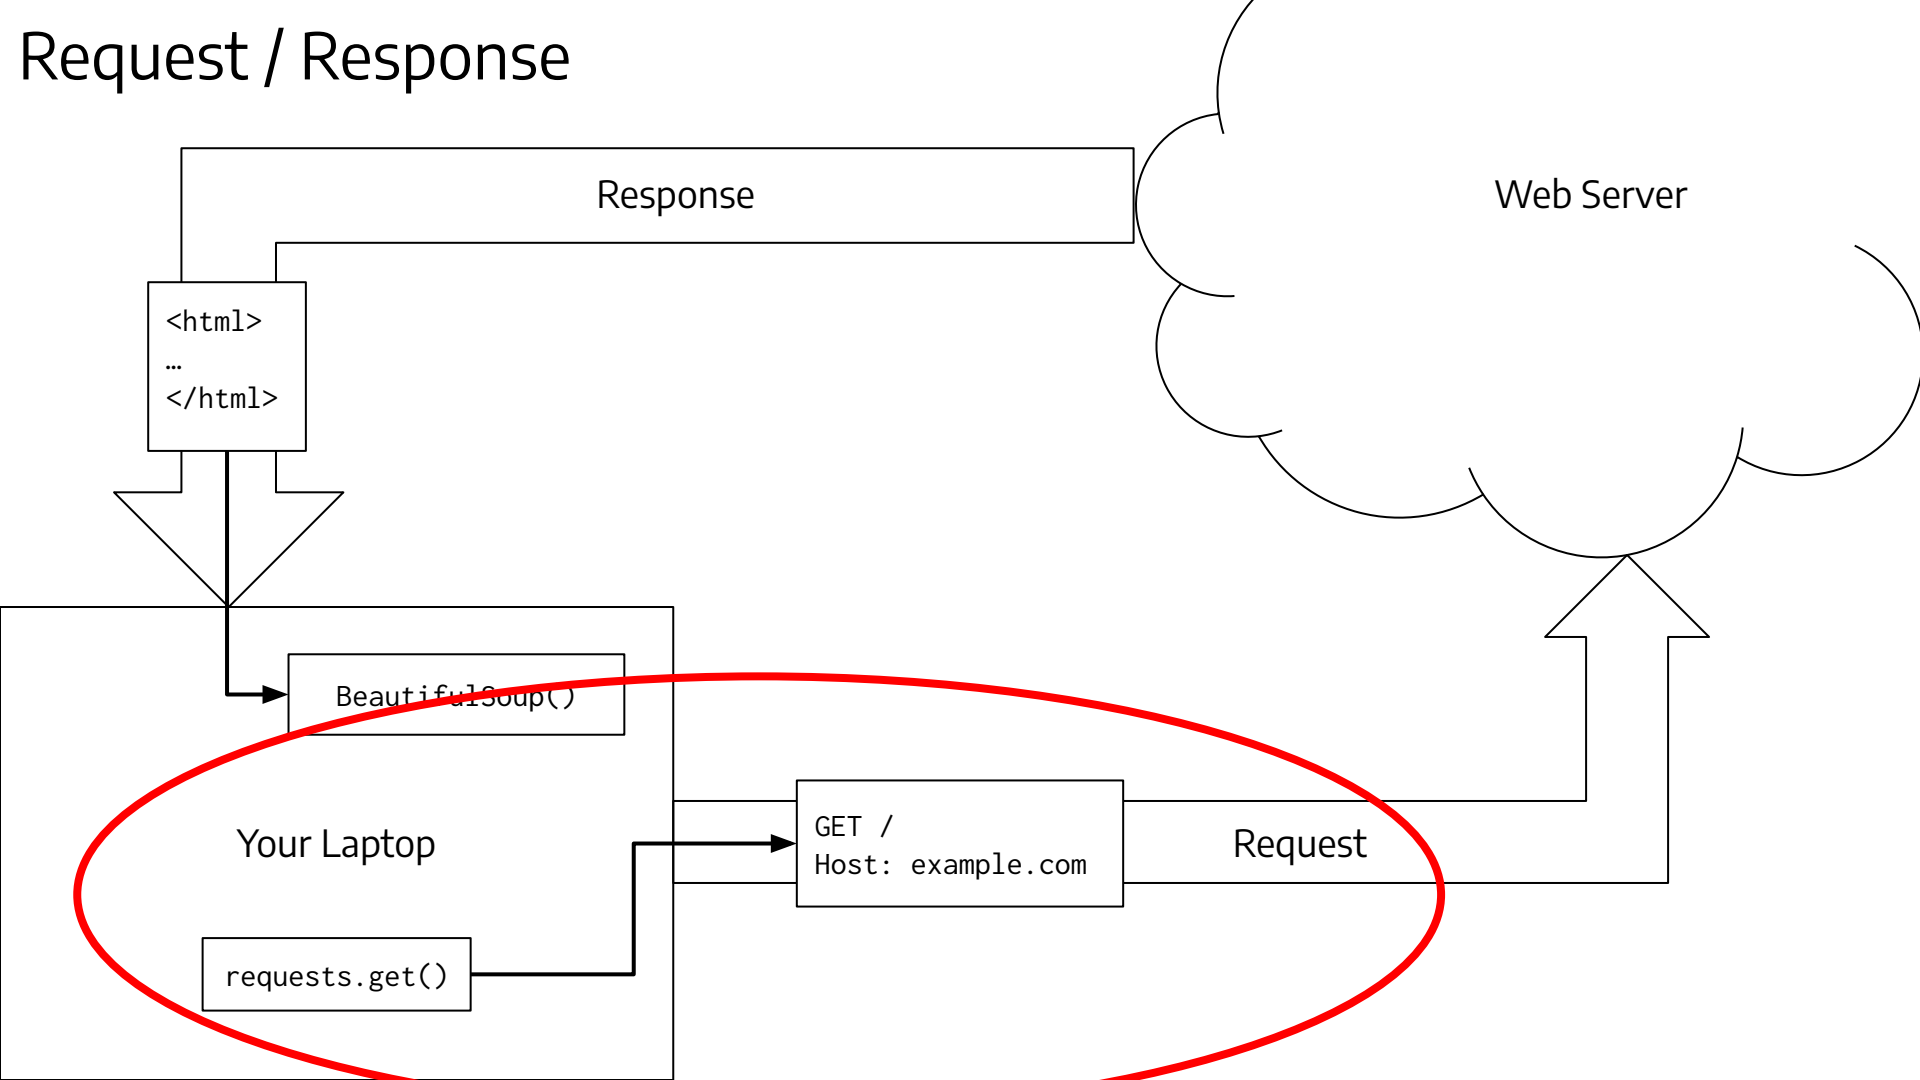 Request / Response
Response
Web Server
<html>
…
</html>
BeautifulSoup()
Your Laptop
GET /
Host: example.com
Request
requests.get()